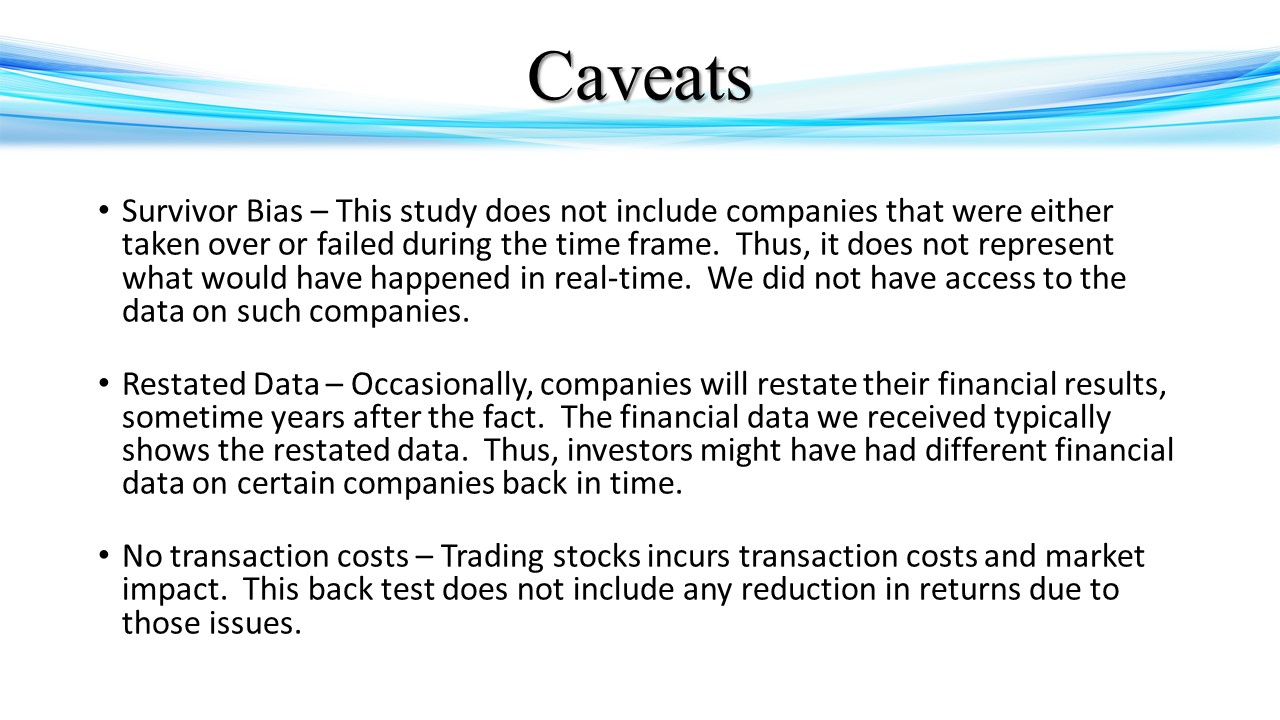 Caveats
• Survivor Bias – This study does not include companies that were either
taken over or failed during the time frame.  Thus, it does not represent
what would have happened in real-time.  We did not have access to the
data on such companies.
• Restated Data – Occasionally, companies will restate their financial results,
sometime years after the fact.  The financial data we received typically
shows the restated data.  Thus, investors might have had different financial
data on certain companies back in time.
• No transaction costs – Trading stocks incurs transaction costs and market
impact.  This back test does not include any reduction in returns due to
those issues.